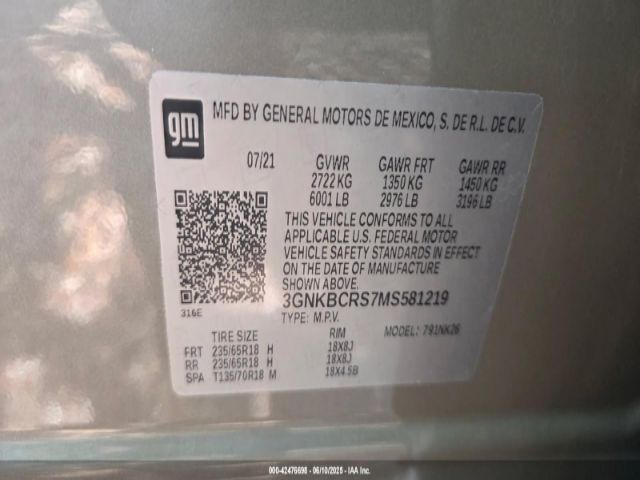 gm
MFD BY GENERAL MOTORS DE MEXICO, S. DE R.L. DE C.V.
07/21 GVWR GAWR FRT GAWR RR
2722 KG 1350 KG 1450 KG
6001 LB 2976 LB 3196 LB
THIS VEHICLE CONFORMS TO ALL
APPLICABLE U.S. FEDERAL MOTOR
VEHICLE SAFETY STANDARDS IN EFFECT
ON THE DATE OF MANUFACTURE
SHOWN ABOVE.
3GNKBCRS7MS581219
316E
TYPE: M.P.V. MODEL: 791NK26
TIRE SIZE RIM
FRT 235/65R18 H 18X8J
RR 235/65R18 H 18X8J
SPA T135/70R18 M 18X4.5B
000-42476698 - 06/10/2025 - IAA Inc.